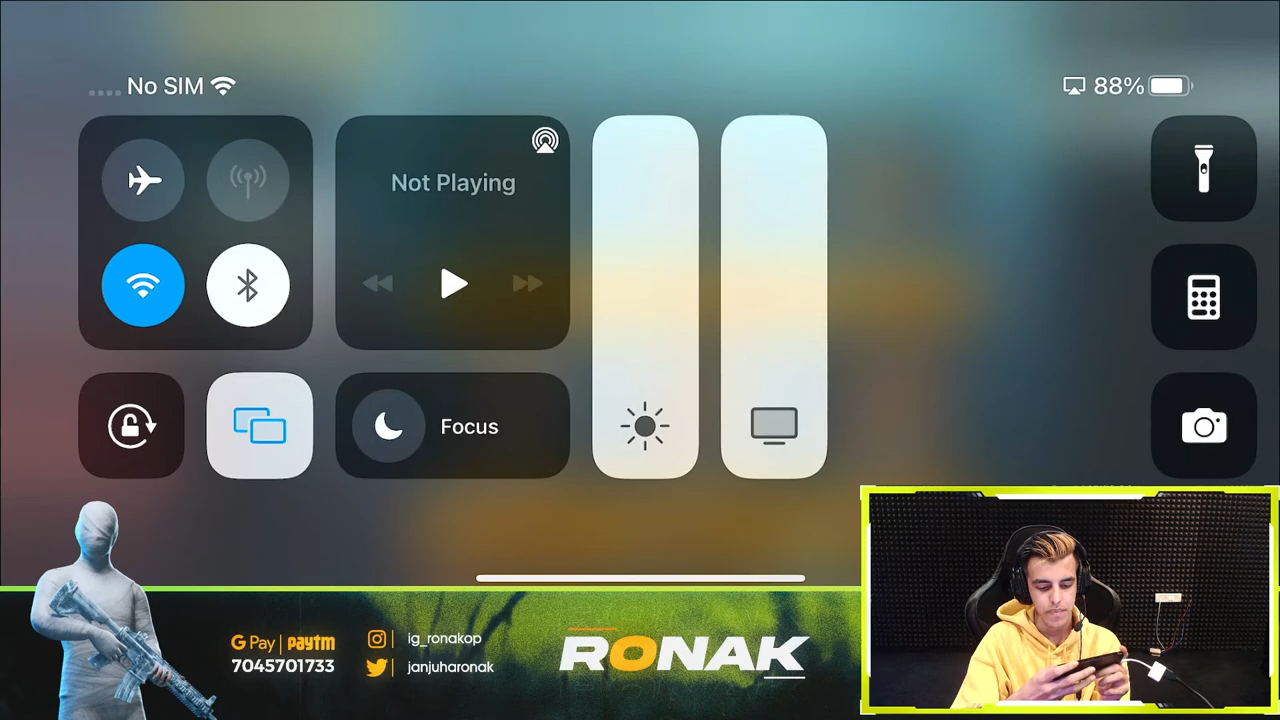 No SIM
88%
Not Playing
Focus
G Pay | paytm
7045701733
ig_ronakop
janjuharonak
RONAK